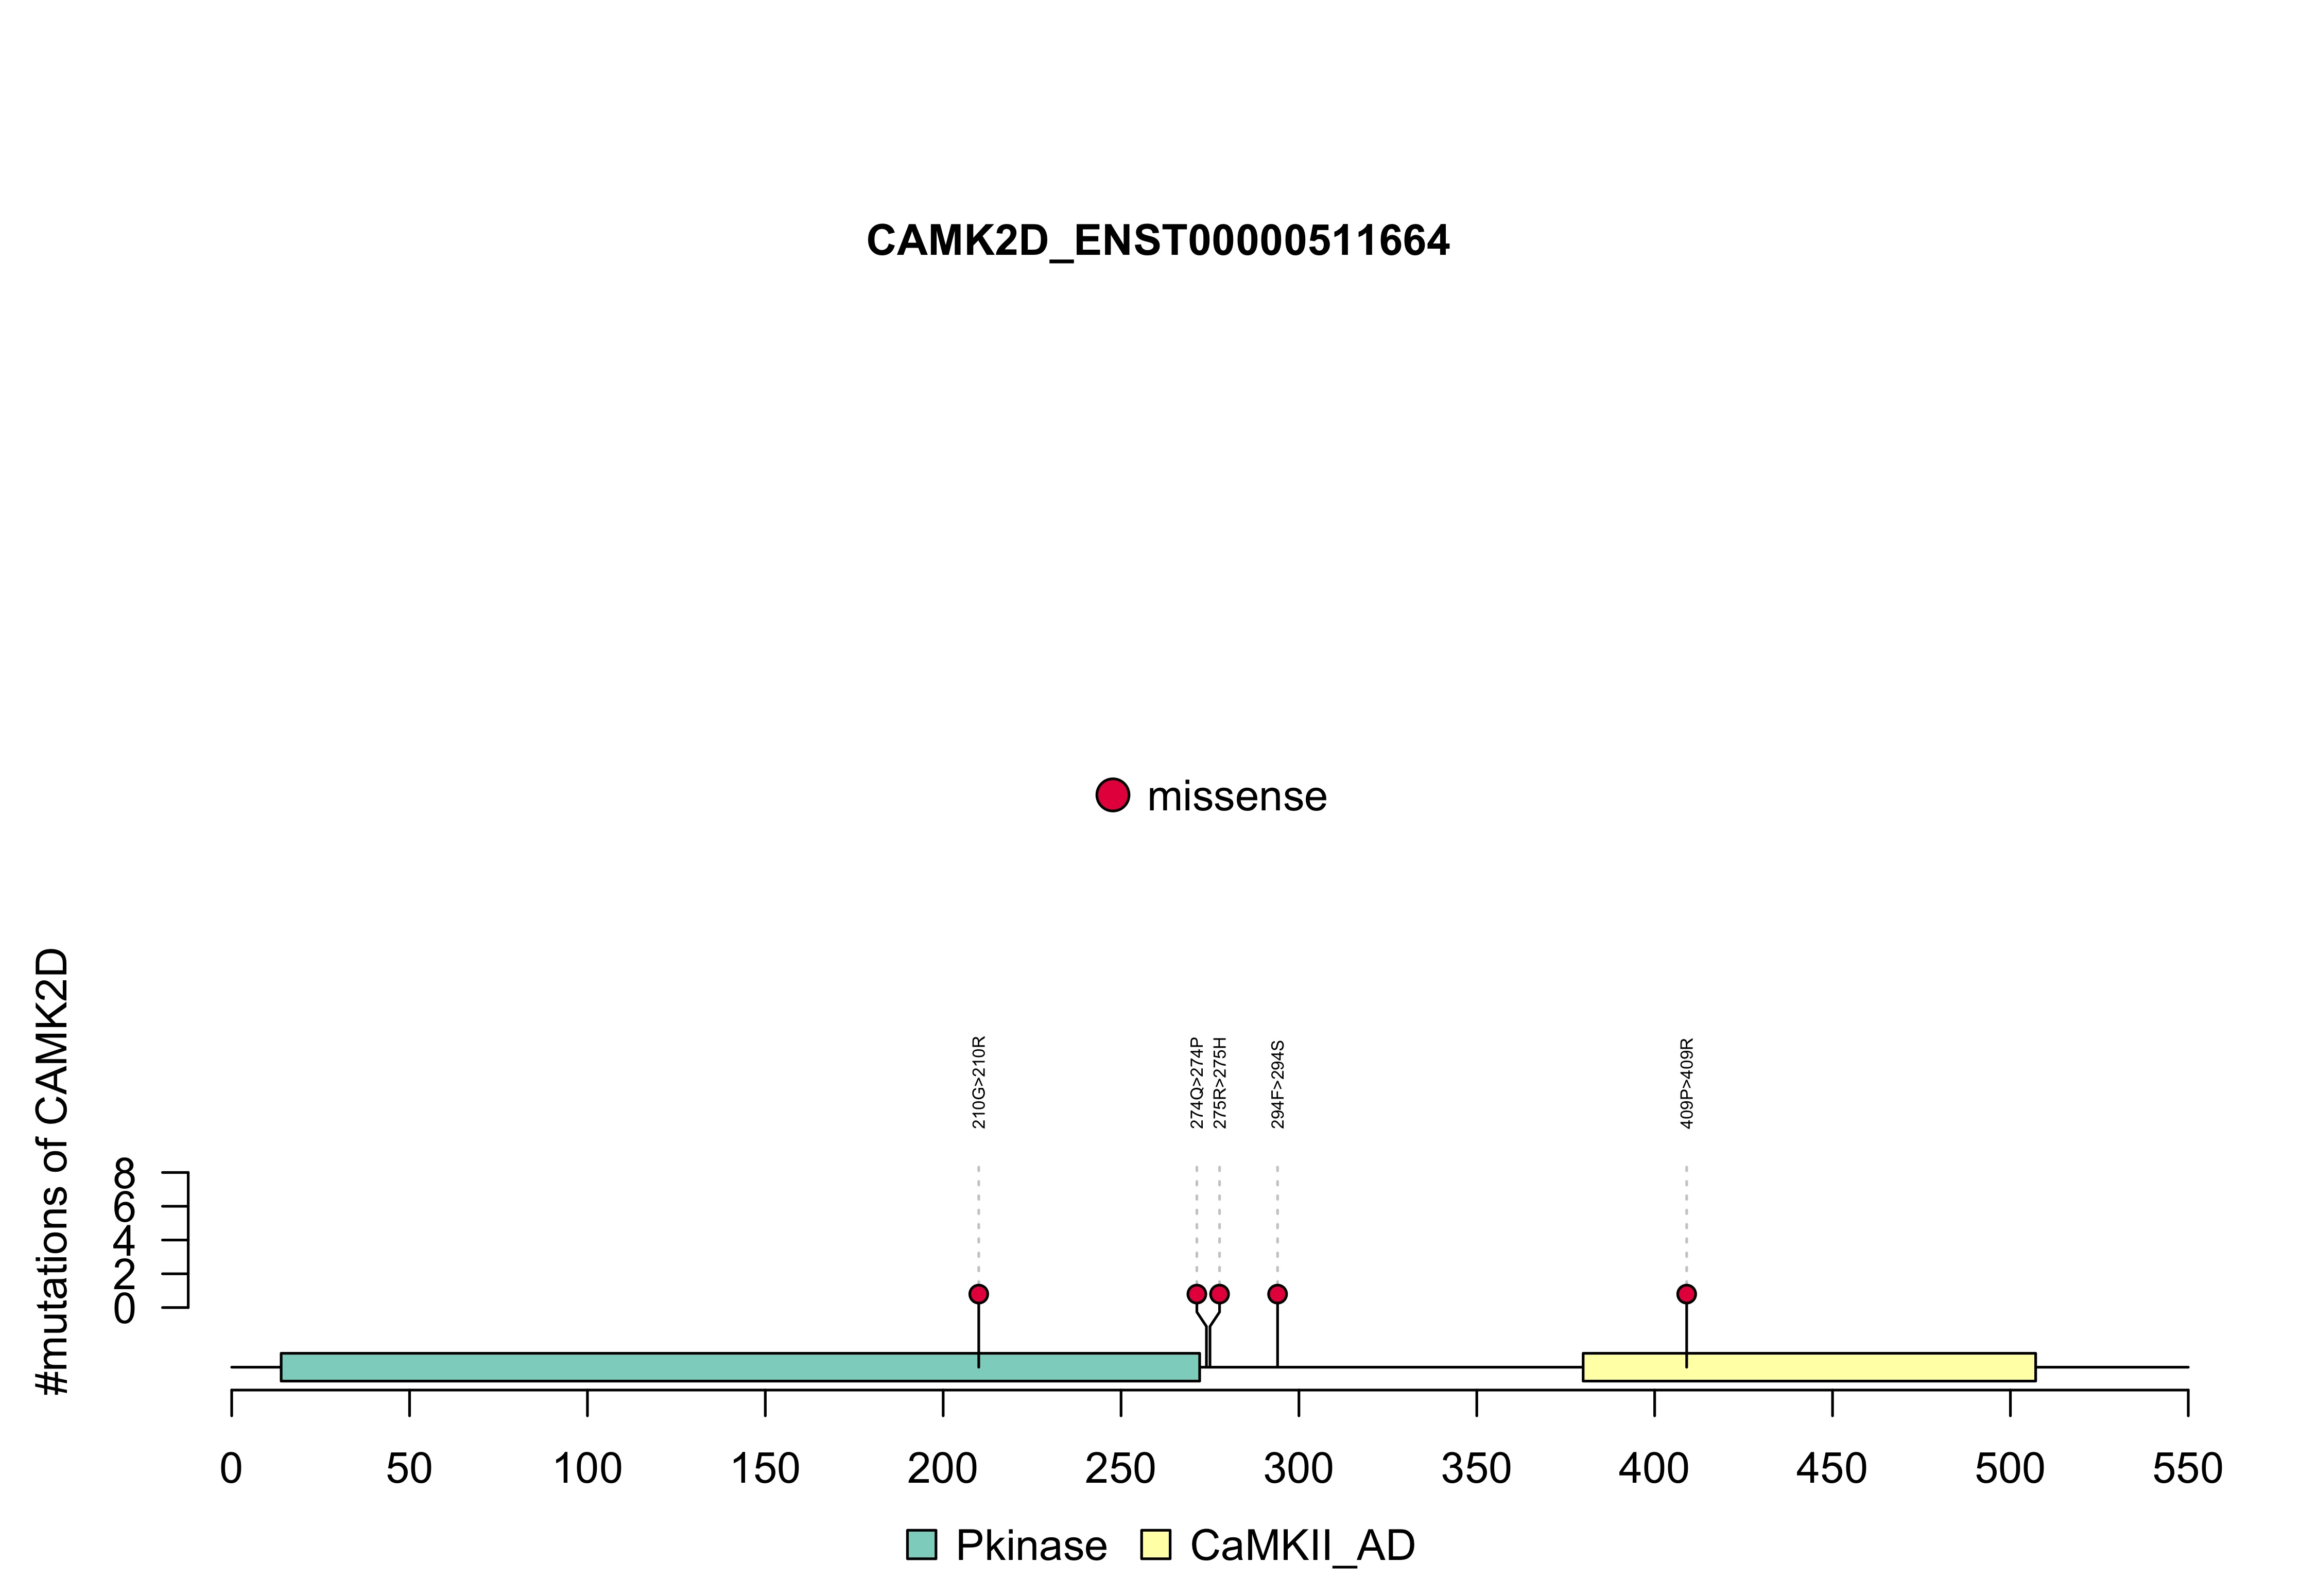 CAMK2D_ENST00000511664
missense
#mutations of CAMK2D
210G>210R
274Q>274P
275R>275H
294F>294S
409P>409R
8
6
4
2
0
0 50 100 150 200 250 300 350 400 450 500 550
Pkinase CaMKII_AD